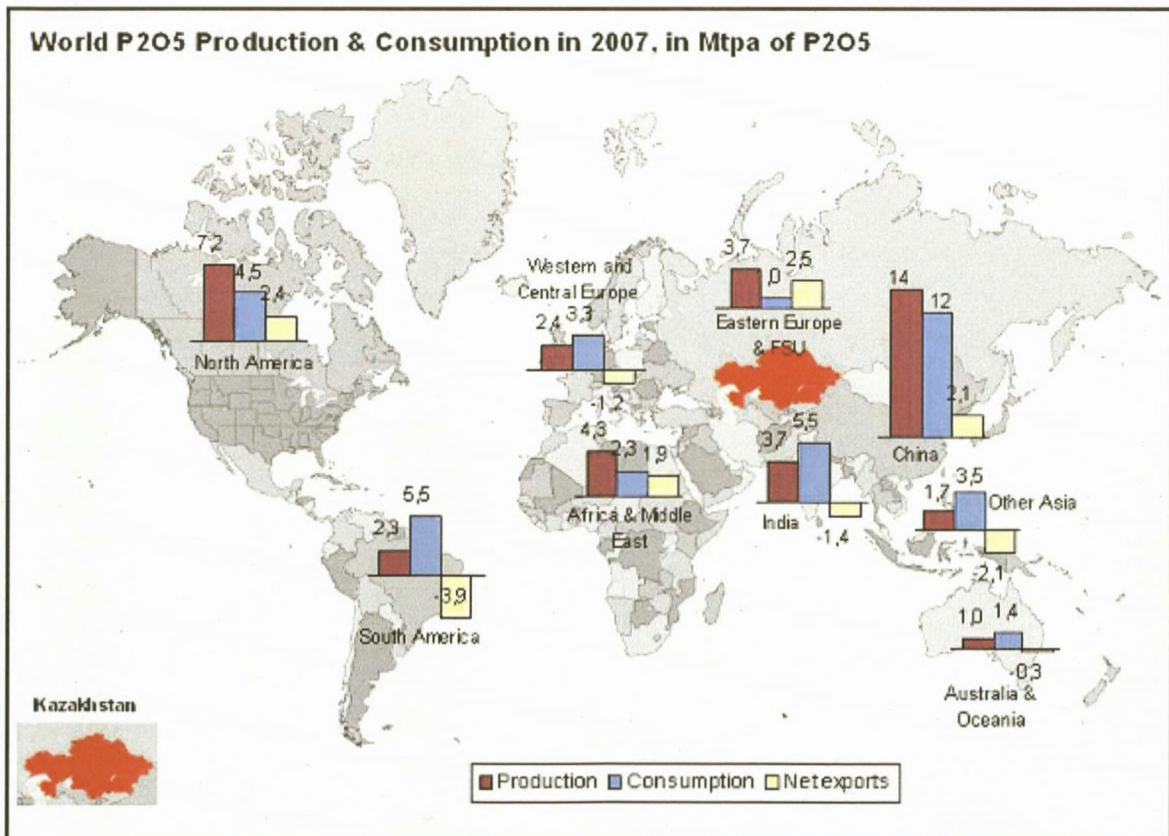 World P2O5 Production & Consumption in 2007, in Mtpa of P2O5
7,2
4,5
2,4
North America
Western and
Central Europe
2,4
3,3
-1,2
3,7
,0
2,5
Eastern Europe
& FSU
14
12
2,1
China
4,3
2,3
1,9
Africa & Middle
East
3,7
5,5
India
-1,4
1,7
3,5
Other Asia
-2,1
2,3
5,5
-3,9
South America
1,0
1,4
-0,3
Australia &
Oceania
Kazakhstan
Production Consumption Net exports